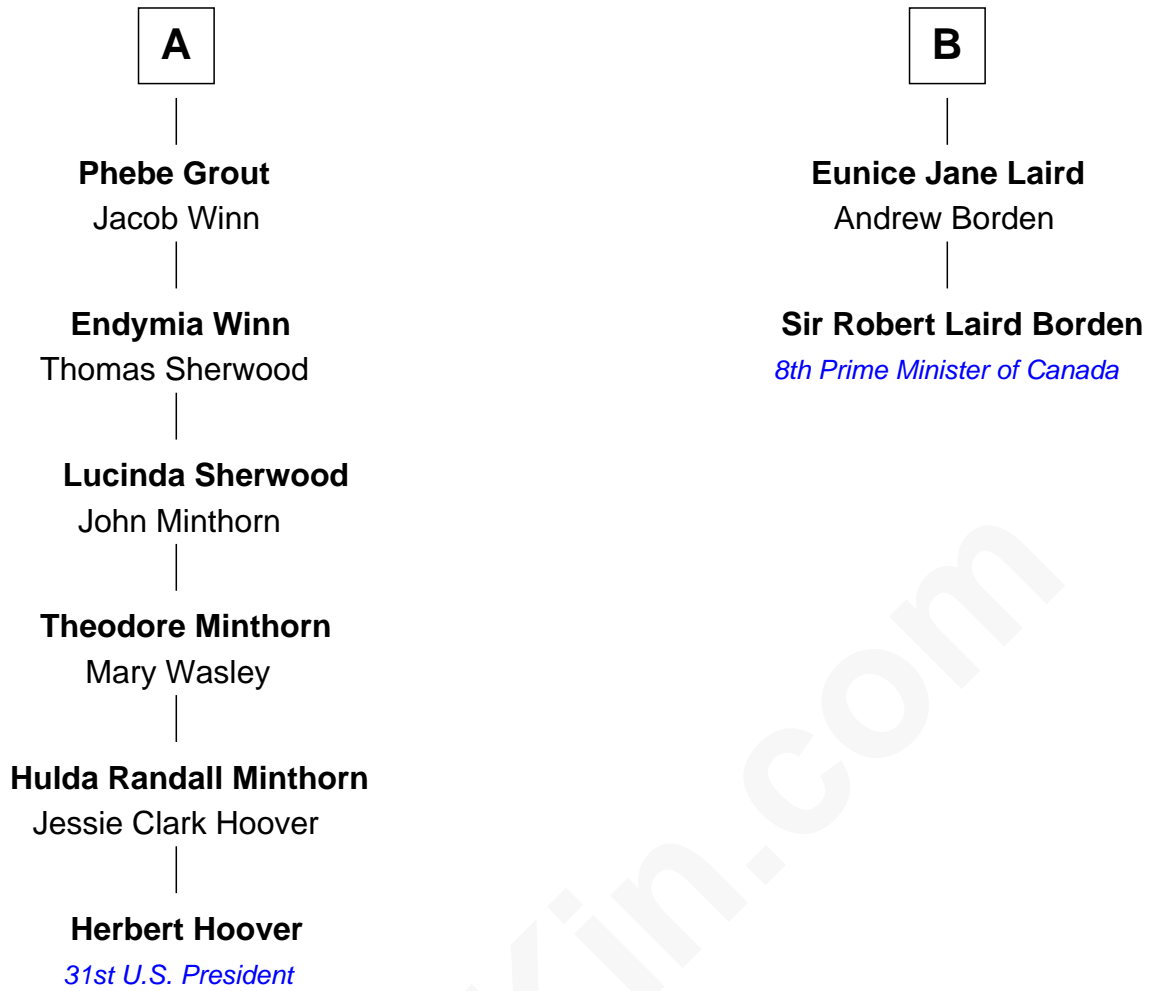 A
Phebe Grout
Jacob Winn
Endymia Winn
Thomas Sherwood
Lucinda Sherwood
John Minthorn
Theodore Minthorn
Mary Wasley
Hulda Randall Minthorn
Jessie Clark Hoover
Herbert Hoover
31st U.S. President
B
Eunice Jane Laird
Andrew Borden
Sir Robert Laird Borden
8th Prime Minister of Canada